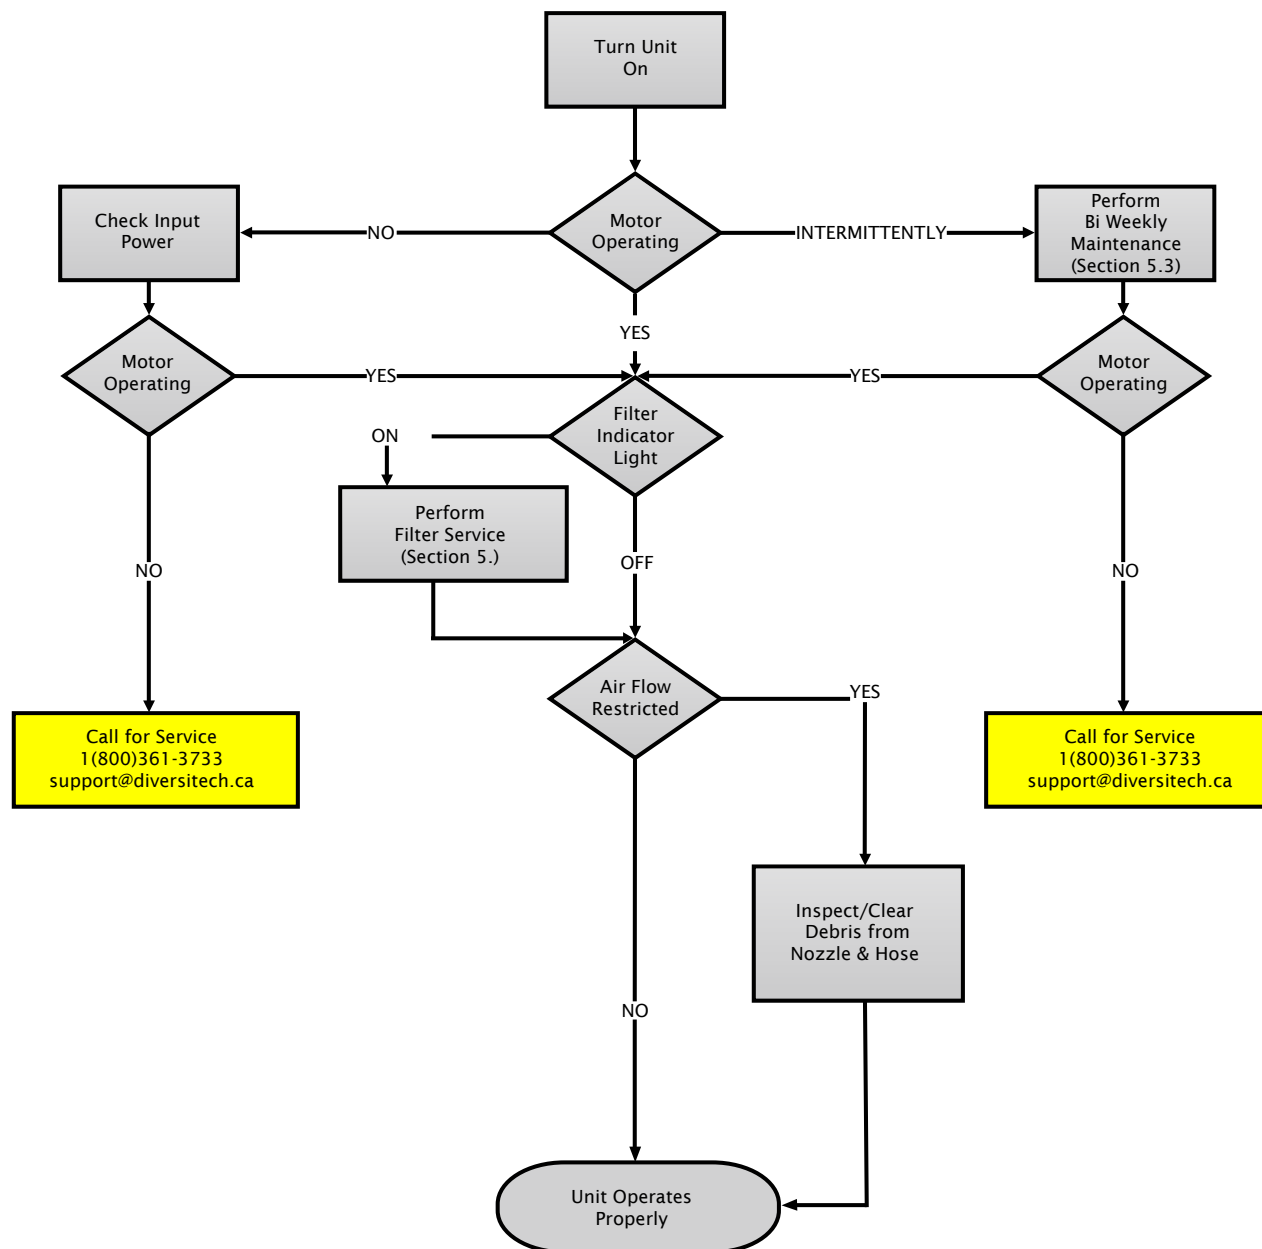 Turn Unit
On
Check Input
Power
NO
Motor
Operating
INTERMITTENTLY
Perform
Bi Weekly
Maintenance
(Section 5.3)
YES
Motor
Operating
YES
YES
Motor
Operating
Filter
Indicator
Light
ON
Perform
Filter Service
(Section 5.)
NO
OFF
NO
Air Flow
Restricted
YES
Call for Service
1(800)361-3733
support@diversitech.ca
Call for Service
1(800)361-3733
support@diversitech.ca
Inspect/Clear
Debris from
Nozzle & Hose
NO
Unit Operates
Properly